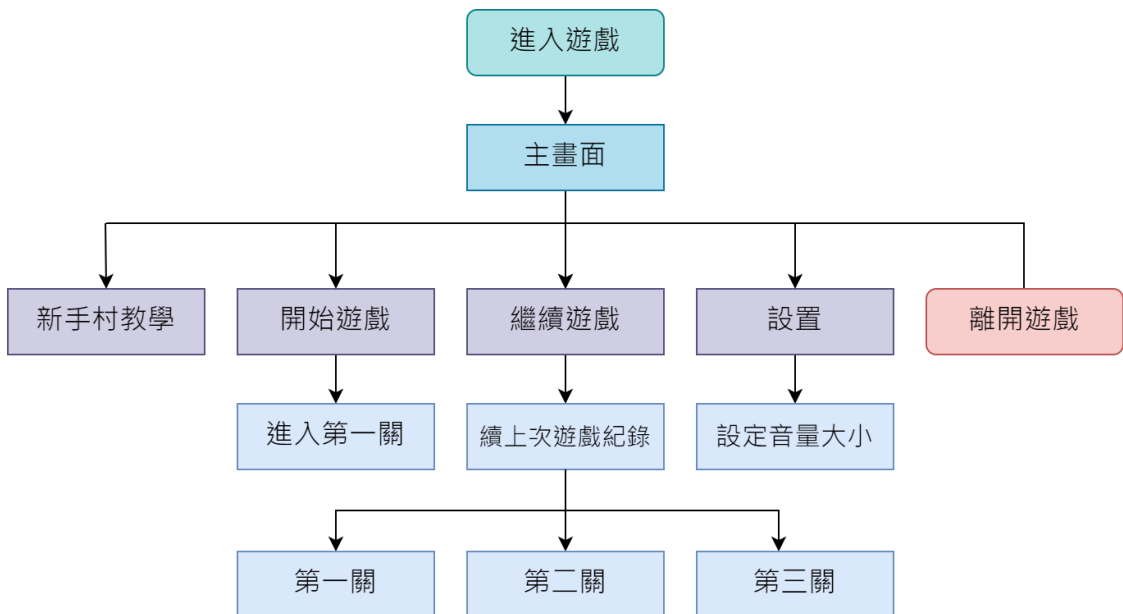 進入遊戲
主畫面
新手村教學
開始遊戲
繼續遊戲
設置
離開遊戲
進入第一關
續上次遊戲紀錄
設定音量大小
第一關
第二關
第三關